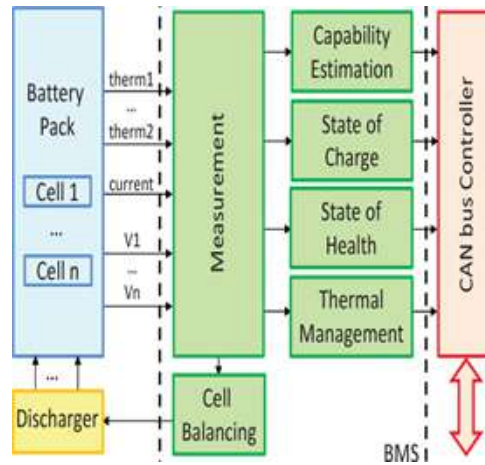 Battery
Pack
Cell 1
...
Cell n
therm1
...
therm2
current
V1
...
Vn
Measurement
Capability
Estimation
State of
Charge
State of
Health
Thermal
Management
CAN bus Controller
...
Discharger
Cell
Balancing
BMS